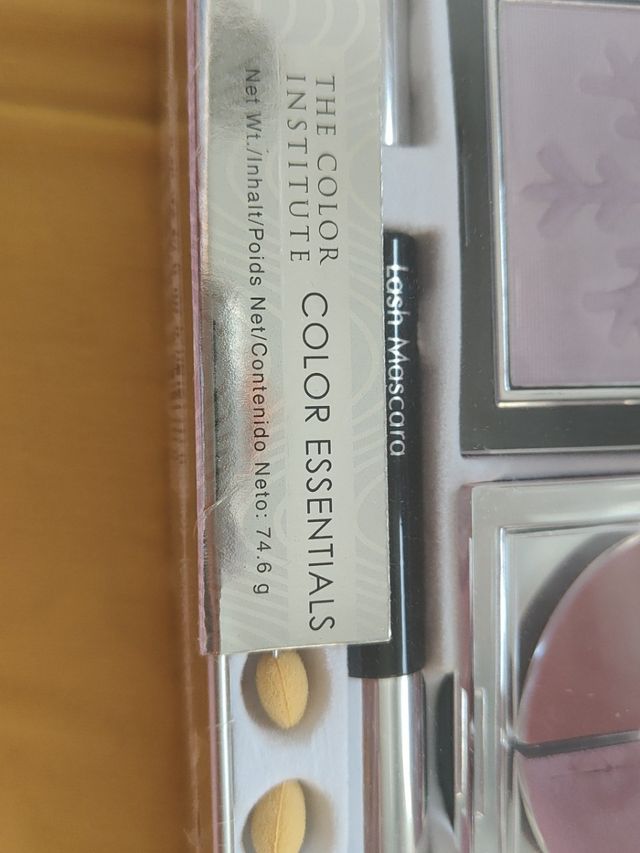 THE COLOR
INSTITUTE
COLOR ESSENTIALS
Net Wt./Inhalt/Poids Net/Contenido Neto: 74.6 g
Lash Mascara